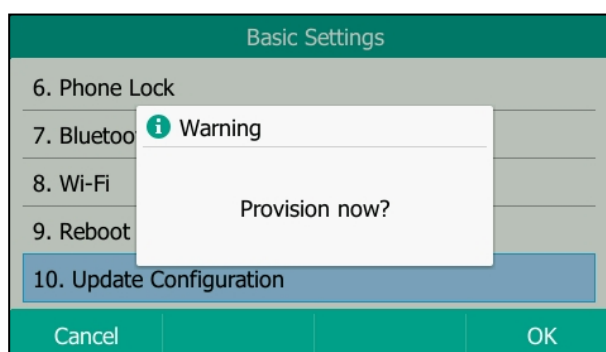 Basic Settings
6. Phone Lock
7. Bluetoo
Warning
8. Wi-Fi
Provision now?
9. Reboot
10. Update Configuration
Cancel
OK